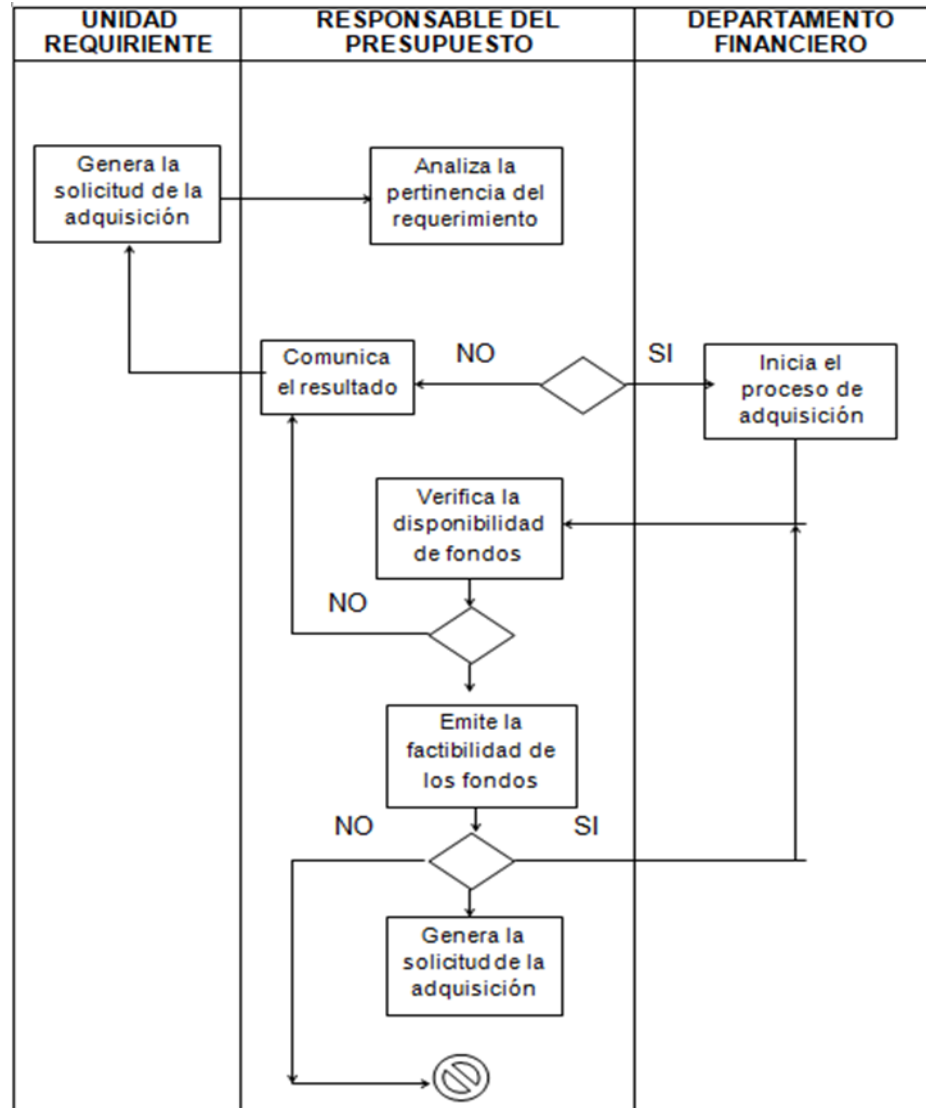 UNIDAD
REQUIRIENTE
RESPONSABLE DEL
PRESUPUESTO
DEPARTAMENTO
FINANCIERO
Genera la
solicitud de la
adquisición
Analiza la
pertinencia del
requerimiento
Comunica
el resultado
NO
SI
Inicia el
proceso de
adquisición
Verifica la
disponibilidad
de fondos
NO
Emite la
factibilidad de
los fondos
NO
SI
Genera la
solicitud de la
adquisición